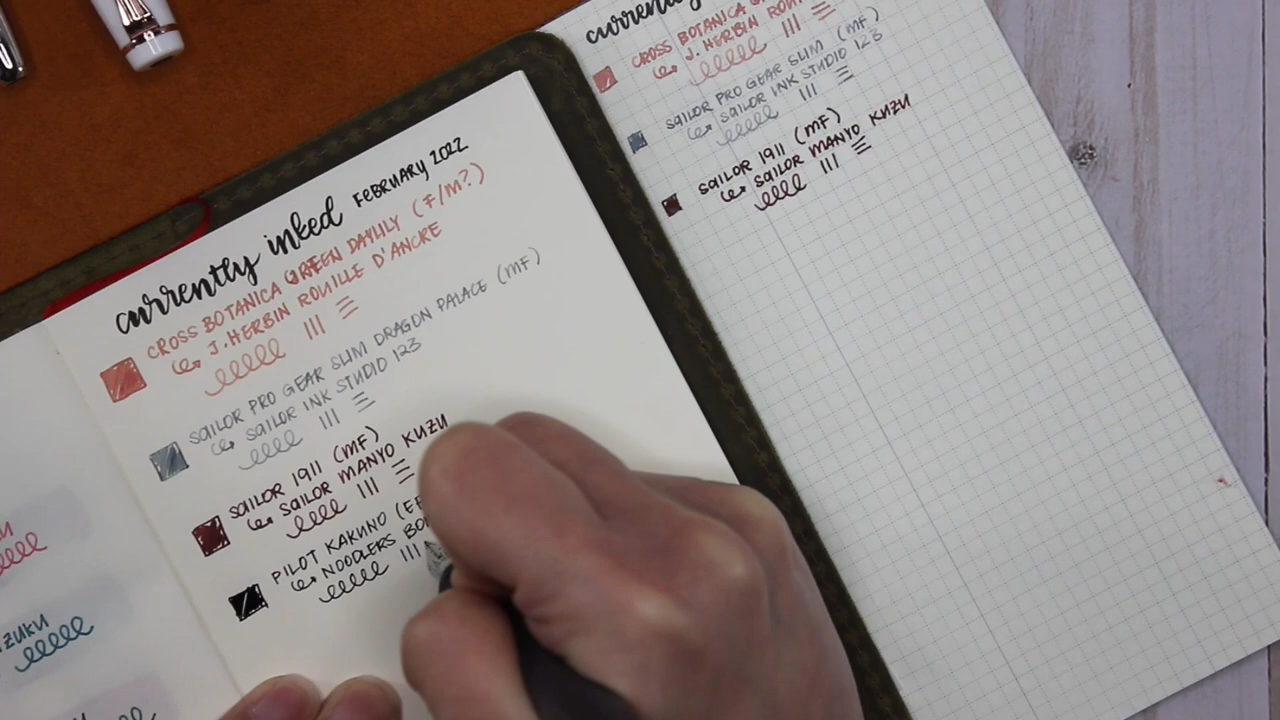 currently inked FEBRUARY 2022
CROSS BOTANICA GREEN DAYLILY (F/M?)
J. HERBIN ROUILLE D'ANCRE
SAILOR PRO GEAR SLIM DRAGON PALACE (MF)
SAILOR INK STUDIO 123
SAILOR 1911 (MF)
SAILOR MANYO KUZU
PILOT KAKUNO (EF
NOODLERS
currently
CROSS BOTANICA
J. HERBIN
SAILOR PRO GEAR SLIM (MF)
SAILOR INK STUDIO 123
SAILOR 1911 (MF)
SAILOR MANYO KUZU